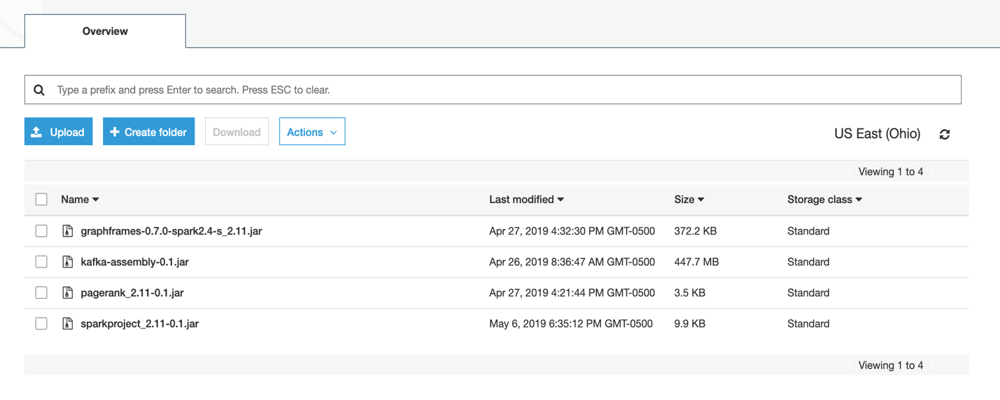 Overview
Type a prefix and press Enter to search. Press ESC to clear.
Upload Create folder Download Actions US East (Ohio)
Viewing 1 to 4
Name Last modified Size Storage class
graphframes-0.7.0-spark2.4-s_2.11.jar Apr 27, 2019 4:32:30 PM GMT-0500 372.2 KB Standard
kafka-assembly-0.1.jar Apr 26, 2019 8:36:47 AM GMT-0500 447.7 MB Standard
pagerank_2.11-0.1.jar Apr 27, 2019 4:21:44 PM GMT-0500 3.5 KB Standard
sparkproject_2.11-0.1.jar May 6, 2019 6:35:12 PM GMT-0500 9.9 KB Standard
Viewing 1 to 4